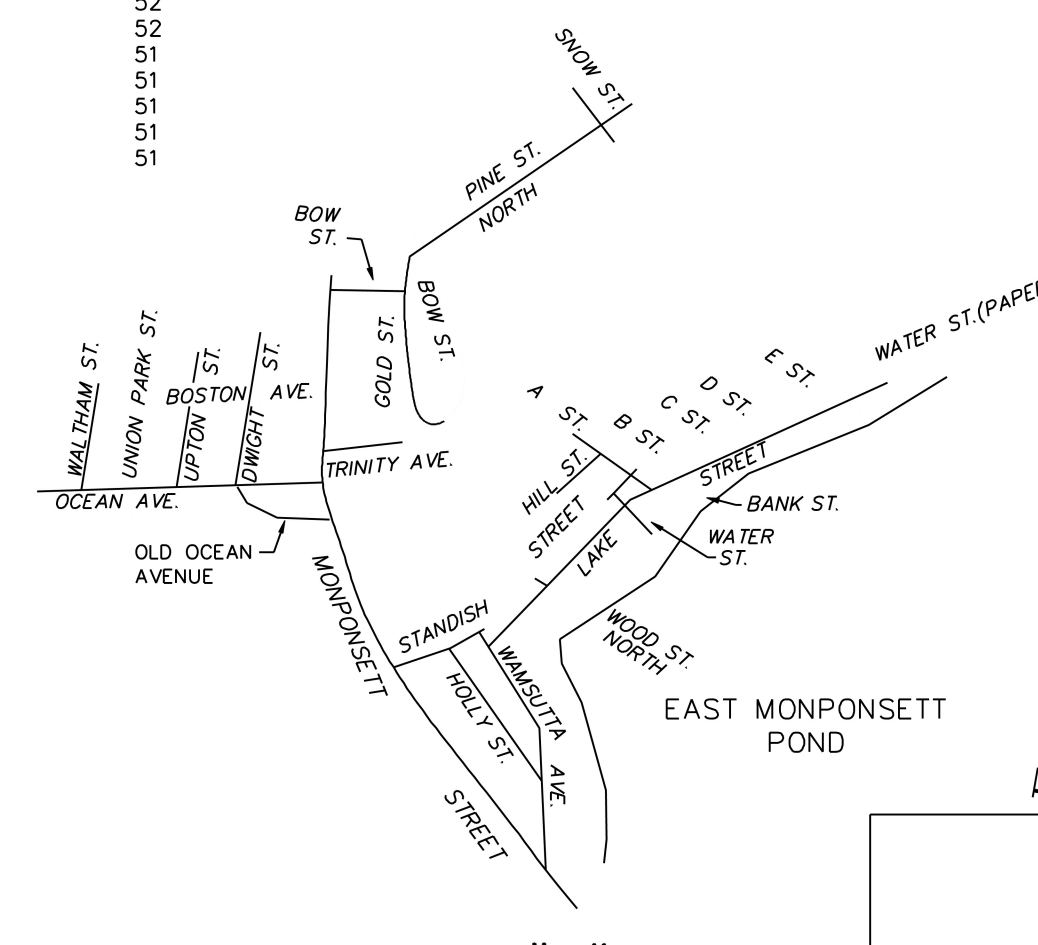 52
52
51
51
51
51
51
SNOW ST.
PINE ST.
NORTH
BOW
ST.
BOW ST.
GOLD ST.
WALTHAM ST.
UNION PARK ST.
UPTON ST.
BOSTON AVE.
DWIGHT ST.
TRINITY AVE.
OCEAN AVE.
OLD OCEAN
AVENUE
WATER ST.
E ST.
D ST.
C ST.
B ST.
A ST.
HILL ST.
STREET
BANK ST.
WATER
ST.
LAKE STREET
MONPONSETT STREET
STANDISH
WAMSUTTA AVE.
HOLLY ST.
WOOD ST.
NORTH
EAST MONPONSETT
POND